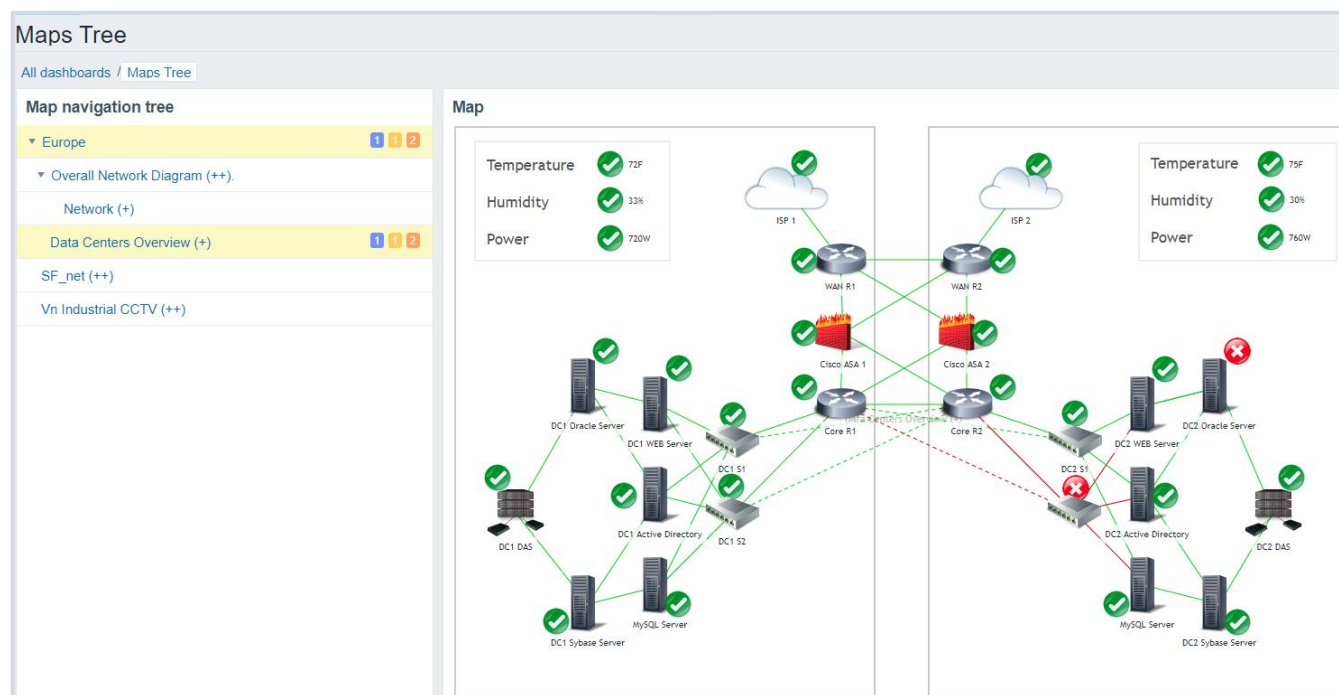 Maps Tree
All dashboards / Maps Tree
Map navigation tree
Europe 1 1 2
Overall Network Diagram (++).
Network (+)
Data Centers Overview (+) 1 1 2
SF_net (++)
Vn Industrial CCTV (++)
Map
Temperature 72F
Humidity 33%
Power 720W
ISP 1
ISP 2
Temperature 75F
Humidity 30%
Power 760W
WAN R1
WAN R2
Cisco ASA 1
Cisco ASA 2
Data Centers Overview (+)
Core R1
Core R2
DC1 Oracle Server
DC1 WEB Server
DC1 S1
DC1 Active Directory
DC1 S2
DC1 DAS
MySQL Server
DC1 Sybase Server
DC2 Oracle Server
DC2 WEB Server
DC2 S1
DC2 Active Directory
DC2 DAS
MySQL Server
DC2 Sybase Server